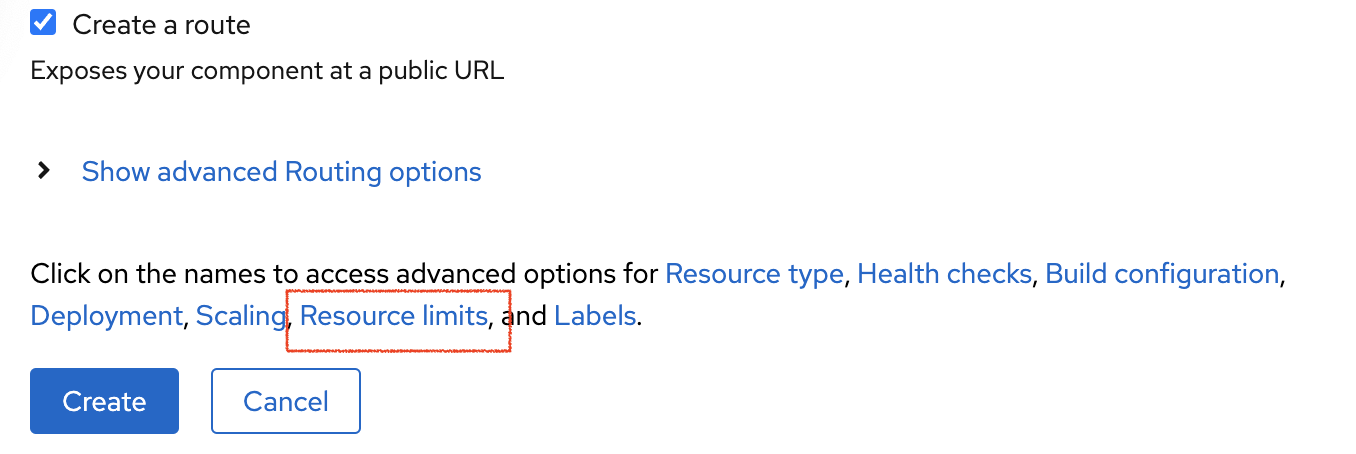 Create a route
Exposes your component at a public URL
Show advanced Routing options
Click on the names to access advanced options for Resource type, Health checks, Build configuration,
Deployment, Scaling, Resource limits, and Labels.
Create
Cancel